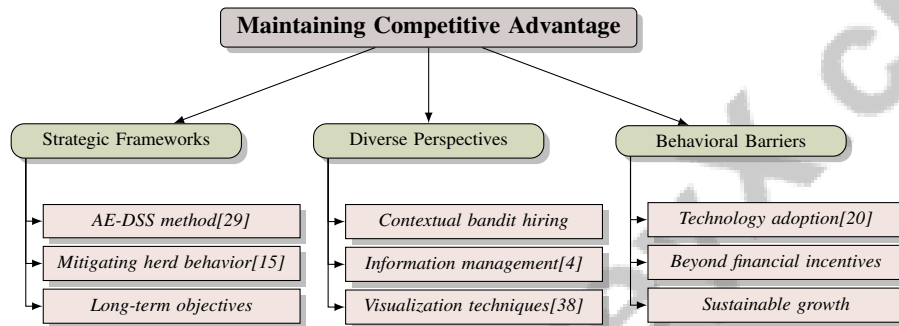 Maintaining Competitive Advantage
Strategic Frameworks
AE-DSS method[29]
Mitigating herd behavior[15]
Long-term objectives
Diverse Perspectives
Contextual bandit hiring
Information management[4]
Visualization techniques[38]
Behavioral Barriers
Technology adoption[20]
Beyond financial incentives
Sustainable growth